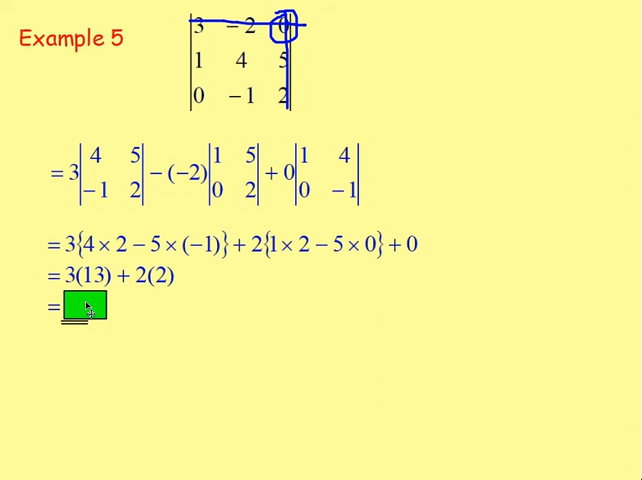 Example 5
3 −2 0
1 4 5
0 −1 2
= 3 |4 5| − (−2) |1 5| + 0 |1 4|
|−1 2| |0 2| |0 −1|
= 3{4 × 2 − 5 × (−1)} + 2{1 × 2 − 5 × 0} + 0
= 3(13) + 2(2)
=